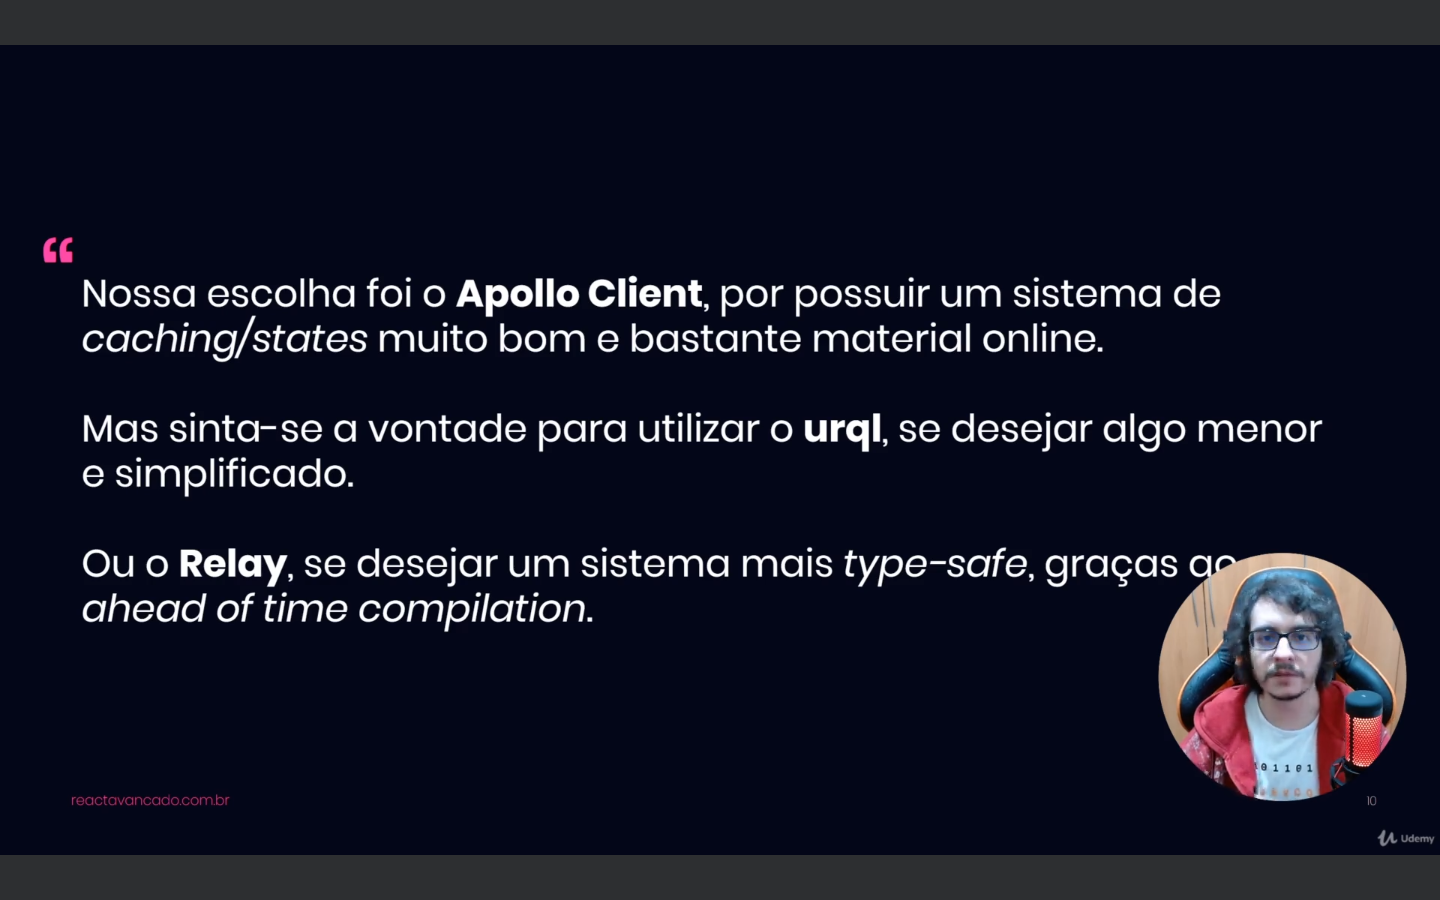 “
Nossa escolha foi o Apollo Client, por possuir um sistema de
caching/states muito bom e bastante material online.
Mas sinta-se a vontade para utilizar o urql, se desejar algo menor
e simplificado.
Ou o Relay, se desejar um sistema mais type-safe, graças ao
ahead of time compilation.
101101
reactavancado.com.br
10
Udemy